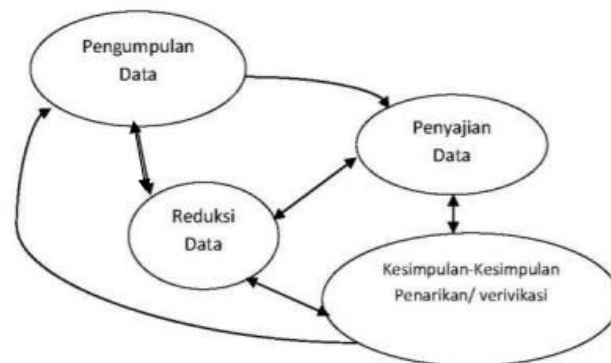 Pengumpulan
Data
Penyajian
Data
Reduksi
Data
Kesimpulan-Kesimpulan
Penarikan/ verivikasi